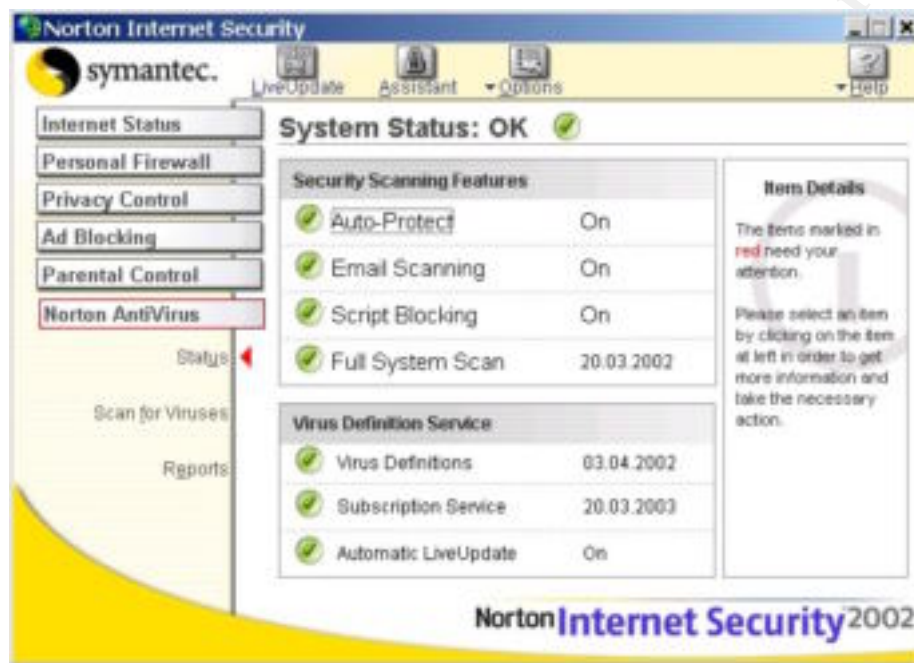 Norton Internet Security
symantec.
LiveUpdate
Assistant
Options
Help
Internet Status
Personal Firewall
Privacy Control
Ad Blocking
Parental Control
Norton AntiVirus
Status
Scan for Viruses
Reports
System Status: OK
Security Scanning Features
Auto-Protect On
Email Scanning On
Script Blocking On
Full System Scan 20.03.2002
Virus Definition Service
Virus Definitions 03.04.2002
Subscription Service 20.03.2003
Automatic LiveUpdate On
Item Details
The items marked in
red need your
attention.
Please select an item
by clicking on the item
at left in order to get
more information and
take the necessary
action.
Norton Internet Security 2002